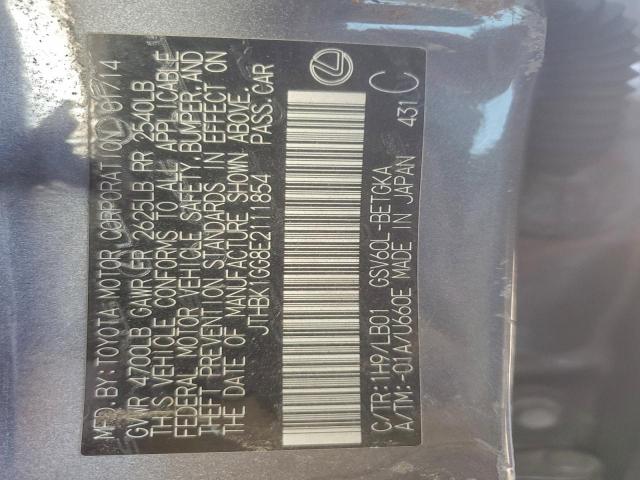 MFD.BY:TOYOTA MOTOR CORPORATION 01/14
GVWR 4700LB GAWR FR 2625LB RR 2540LB
THIS VEHICLE CONFORMS TO ALL APPLICABLE
FEDERAL MOTOR VEHICLE SAFETY, BUMPER, AND
THEFT PREVENTION STANDARDS IN EFFECT ON
THE DATE OF MANUFACTURE SHOWN ABOVE.
JTHBK1GG8E2111854 PASS.CAR
C/TR:1H9/LB01 GSV60L-BETGKA
A/TM:-01A/U660E MADE IN JAPAN 431 C